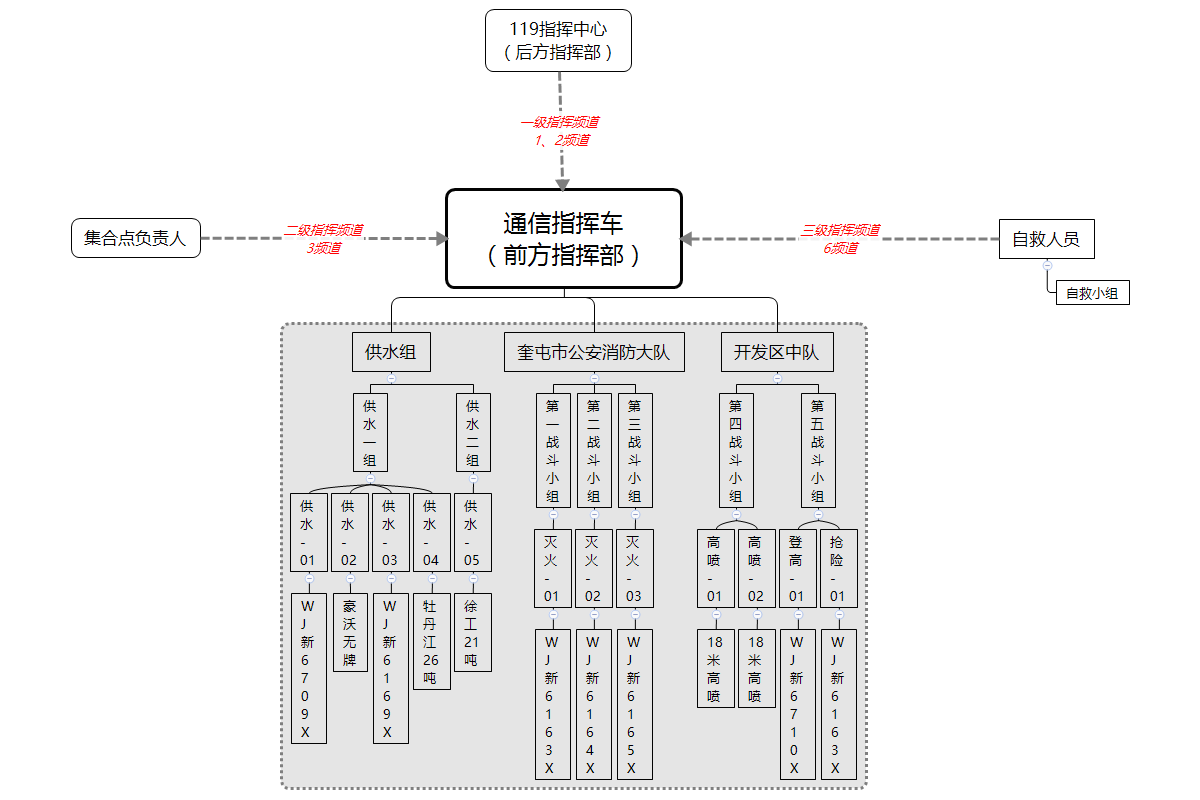 119指挥中心
（后方指挥部）
一级指挥频道
1、2频道
通信指挥车
（前方指挥部）
集合点负责人
二级指挥频道
3频道
三级指挥频道
6频道
自救人员
自救小组
供水组
奎屯市公安消防大队
开发区中队
供水一组
供水二组
第一战斗小组
第二战斗小组
第三战斗小组
第四战斗小组
第五战斗小组
供水-01
供水-02
供水-03
供水-04
供水-05
灭火-01
灭火-02
灭火-03
高喷-01
高喷-02
登高-01
抢险-01
WJ新6709X
豪沃无牌
WJ新6169X
牡丹江26吨
徐工21吨
WJ新6163X
WJ新6164X
WJ新6165X
18米高喷
18米高喷
WJ新6710X
WJ新6163X